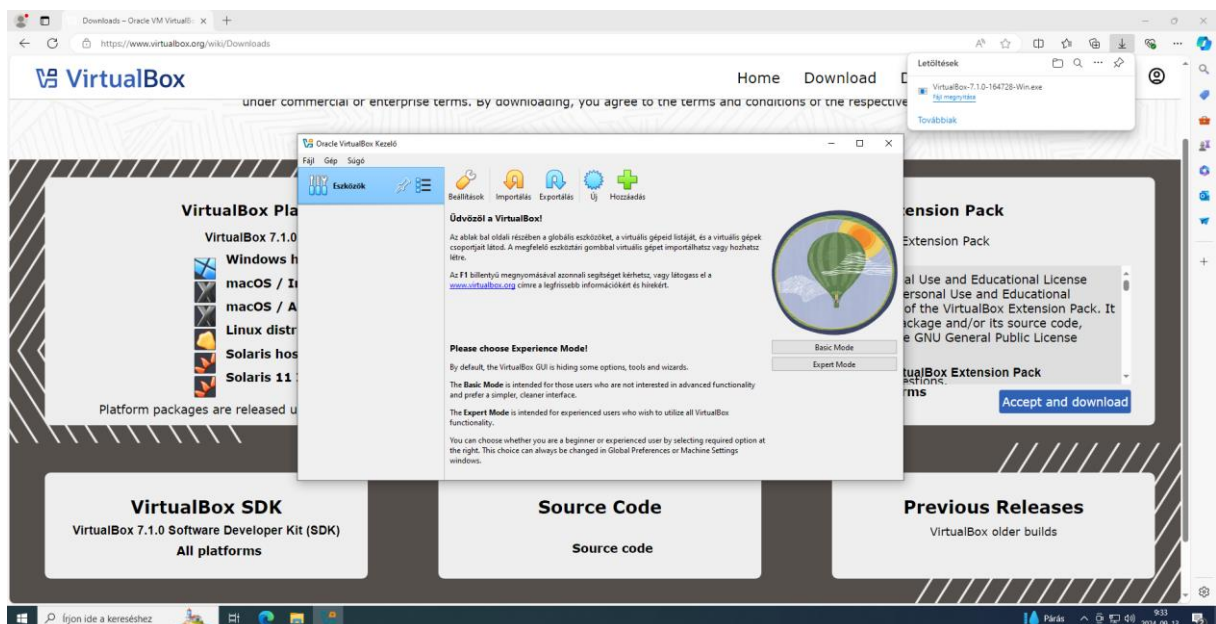 Downloads – Oracle VM VirtualB
https://www.virtualbox.org/wiki/Downloads
VirtualBox
Home Download D
under commercial or enterprise terms. By downloading, you agree to the terms and conditions of the respective
Letöltések
VirtualBox-7.1.0-164728-Win.exe
Fájl megnyitása
Továbbiak
Oracle VirtualBox Kezelő
Fájl Gép Súgó
Eszközök
Beállítások Importálás Exportálás Új Hozzáadás
Üdvözöl a VirtualBox!
Az ablak bal oldali részében a globális eszközöket, a virtuális gépeid listáját, és a virtuális gépek
csoportjait látod. A megfelelő eszköztári gombbal virtuális gépet importálhatsz vagy hozhatsz
létre.
Az F1 billentyű megnyomásával azonnali segítséget kérhetsz, vagy látogass el a
www.virtualbox.org címre a legfrissebb információkért és hírekért.
Please choose Experience Mode!
By default, the VirtualBox GUI is hiding some options, tools and wizards.
The Basic Mode is intended for those users who are not interested in advanced functionality
and prefer a simpler, cleaner interface.
The Expert Mode is intended for experienced users who wish to utilize all VirtualBox
functionality.
You can choose whether you are a beginner or experienced user by selecting required option at
the right. This choice can always be changed in Global Preferences or Machine Settings
windows.
Basic Mode
Expert Mode
VirtualBox Pla
VirtualBox 7.1.0
Windows h
macOS / I
macOS / A
Linux distr
Solaris hos
Solaris 11
Platform packages are released u
tension Pack
Extension Pack
al Use and Educational License
ersonal Use and Educational
of the VirtualBox Extension Pack. It
ackage and/or its source code,
e GNU General Public License
tualBox Extension Pack
estions.
rms
Accept and download
VirtualBox SDK
VirtualBox 7.1.0 Software Developer Kit (SDK)
All platforms
Source Code
Source code
Previous Releases
VirtualBox older builds
Írjon ide a kereséshez
Párás
9:33
2024. 09. 13.